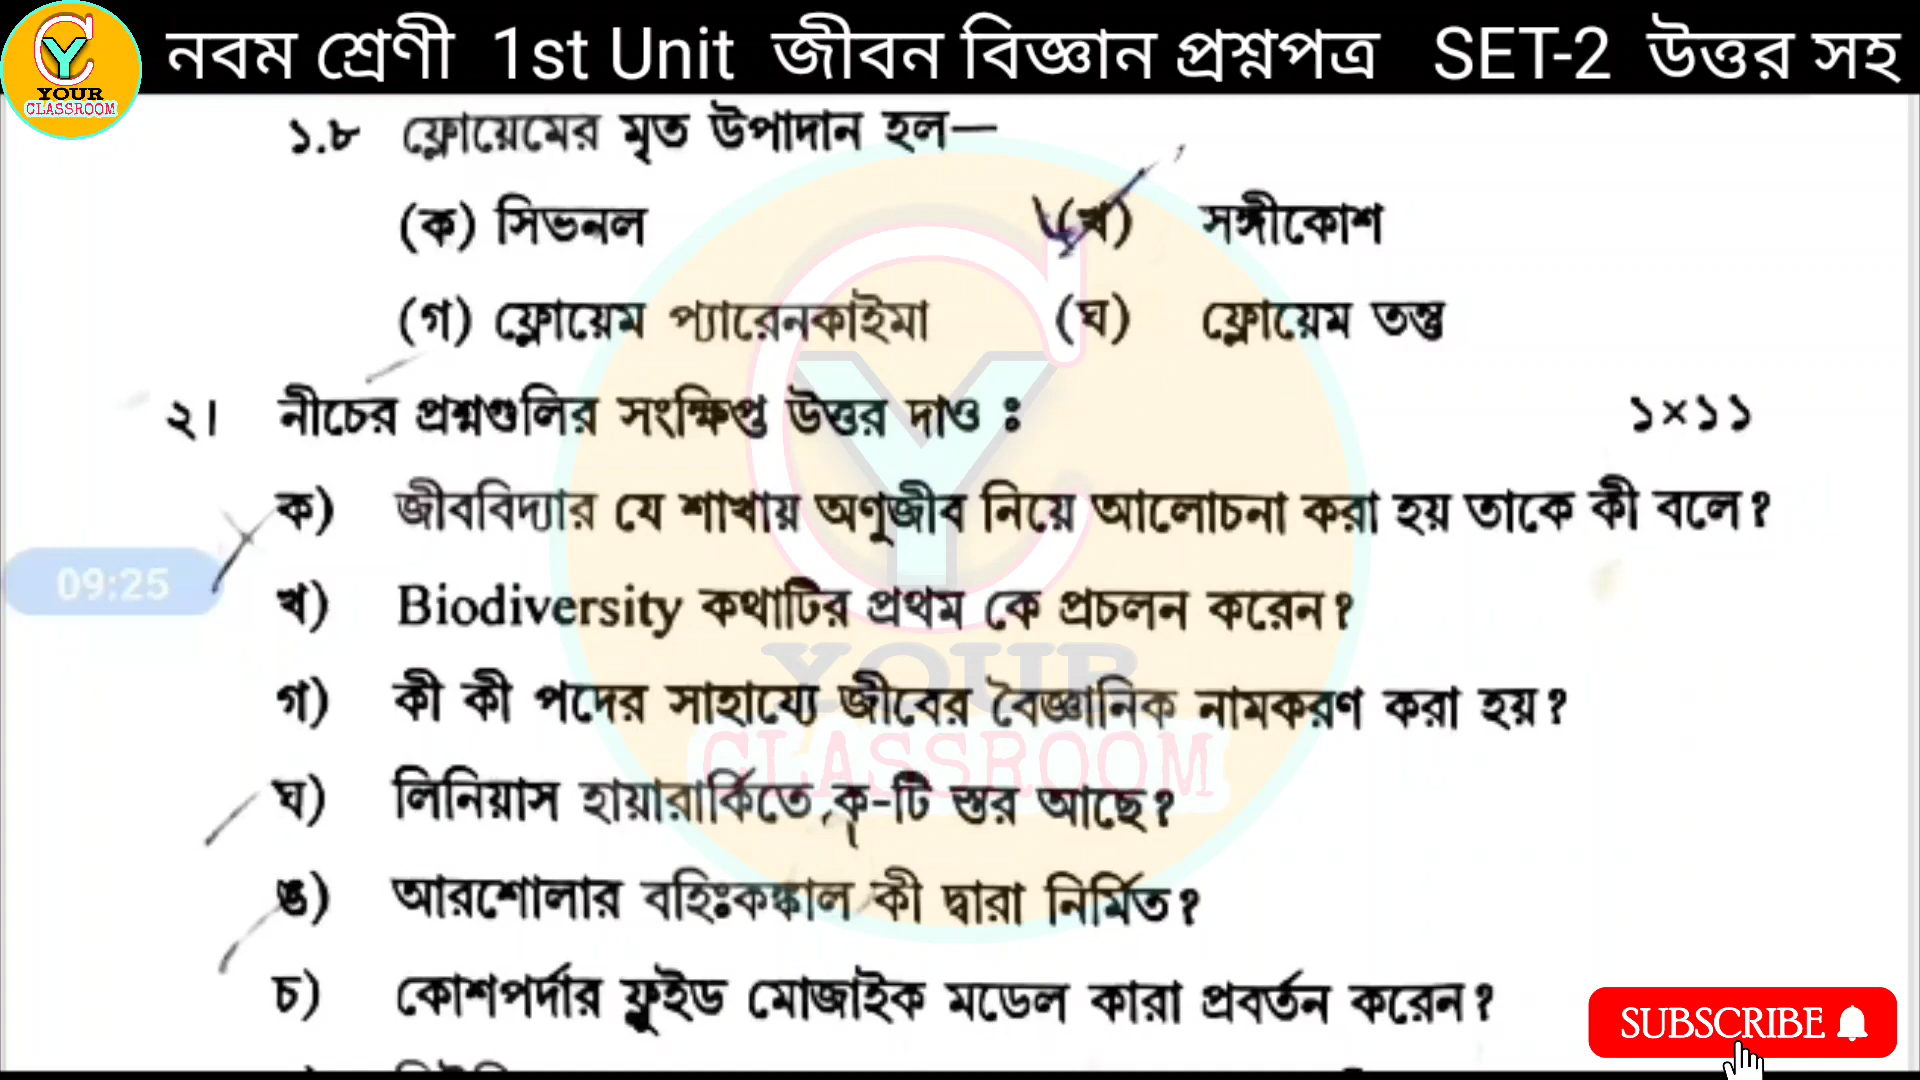 নবম শ্রেণী 1st Unit জীবন বিজ্ঞান প্রশ্নপত্র SET-2 উত্তর সহ
YOUR
CLASSROOM
১.৮ ফ্লোয়েমের মৃত উপাদান হল—
(ক) সিভনল (খ) সঙ্গীকোশ
(গ) ফ্লোয়েম প্যারেনকাইমা (ঘ) ফ্লোয়েম তন্তু
২। নীচের প্রশ্নগুলির সংক্ষিপ্ত উত্তর দাও ঃ ১×১১
ক) জীববিদ্যার যে শাখায় অণুজীব নিয়ে আলোচনা করা হয় তাকে কী বলে?
09:25
খ) Biodiversity কথাটির প্রথম কে প্রচলন করেন?
YOUR
গ) কী কী পদের সাহায্যে জীবের বৈজ্ঞানিক নামকরণ করা হয়?
CLASSROOM
ঘ) লিনিয়াস হায়ারার্কিতে ক-টি স্তর আছে?
ঙ) আরশোলার বহিঃকঙ্কাল কী দ্বারা নির্মিত?
চ) কোশপর্দার ফ্লুইড মোজাইক মডেল কারা প্রবর্তন করেন?
SUBSCRIBE